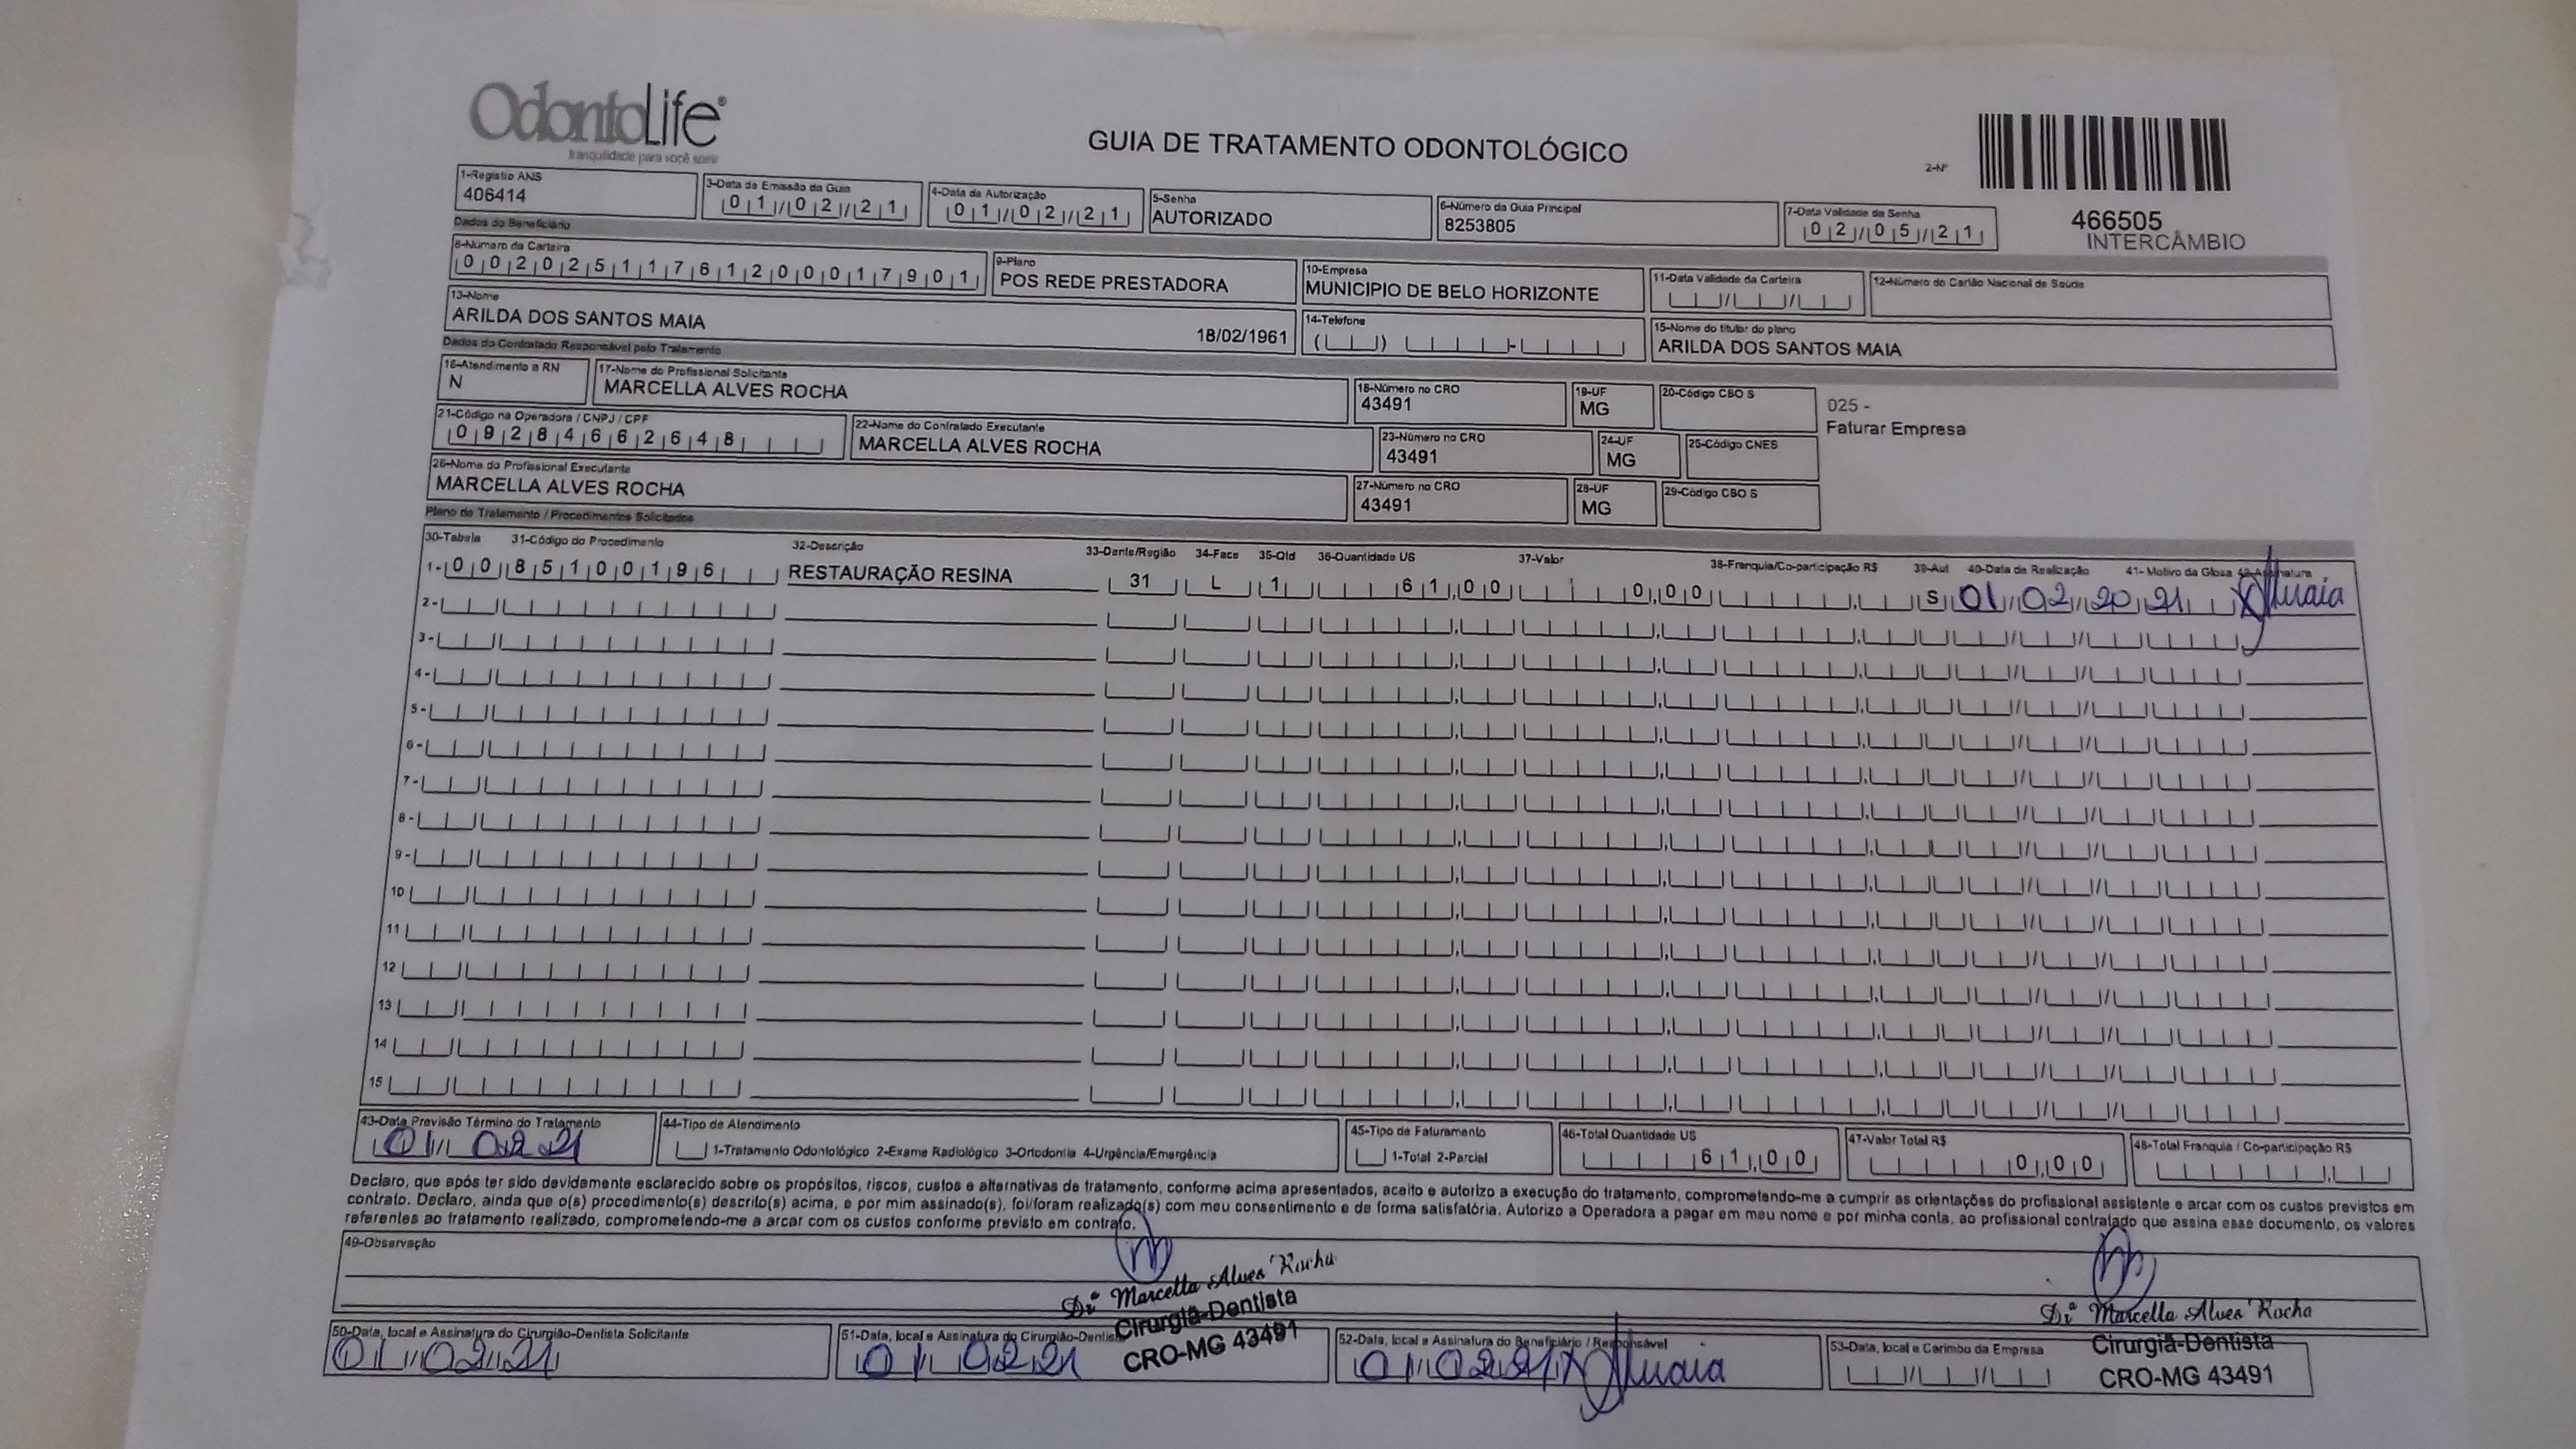 OdontoLife®
tranquilidade para você sorrir
GUIA DE TRATAMENTO ODONTOLÓGICO
2-Nº
466505
INTERCÂMBIO
1-Registro ANS
406414
3-Data de Emissão da Guia
01/02/21
4-Data de Autorização
01/02/21
5-Senha
AUTORIZADO
6-Número da Guia Principal
8253805
7-Data Validade da Senha
02/05/21
Dados do Beneficiário
8-Número da Carteira
00202511761200017901
9-Plano
POS REDE PRESTADORA
10-Empresa
MUNICIPIO DE BELO HORIZONTE
11-Data Validade da Carteira
12-Número do Cartão Nacional de Saúde
13-Nome
ARILDA DOS SANTOS MAIA 18/02/1961
14-Telefone
15-Nome do titular do plano
ARILDA DOS SANTOS MAIA
Dados do Contratado Responsável pelo Tratamento
16-Atendimento a RN
N
17-Nome do Profissional Solicitante
MARCELLA ALVES ROCHA
18-Número no CRO
43491
19-UF
MG
20-Código CBO S
025 -
Faturar Empresa
21-Código na Operadora / CNPJ / CPF
09284662648
22-Nome do Contratado Executante
MARCELLA ALVES ROCHA
23-Número no CRO
43491
24-UF
MG
25-Código CNES
26-Nome do Profissional Executante
MARCELLA ALVES ROCHA
27-Número no CRO
43491
28-UF
MG
29-Código CBO S
Plano de Tratamento / Procedimentos Solicitados
30-Tabela 31-Código do Procedimento 32-Descrição 33-Dente/Região 34-Face 35-Qtd 36-Quantidade US 37-Valor 38-Franquia/Co-participação R$ 39-Aut 40-Data de Realização 41- Motivo da Glosa 42-Assinatura
1- 00 85100196 RESTAURAÇÃO RESINA 31 L 1 61,00 0,00 S 01/02/2021 Maia
2-
3-
4-
5-
6-
7-
8-
9-
10
11
12
13
14
15
43-Data Previsão Término do Tratamento
01/02/21
44-Tipo de Atendimento
1-Tratamento Odontológico 2-Exame Radiológico 3-Ortodontia 4-Urgência/Emergência
45-Tipo de Faturamento
1-Total 2-Parcial
46-Total Quantidade US
61,00
47-Valor Total R$
0,00
48-Total Franquia / Co-participação R$
Declaro, que após ter sido devidamente esclarecido sobre os propósitos, riscos, custos e alternativas de tratamento, conforme acima apresentados, aceito e autorizo a execução do tratamento, comprometendo-me a cumprir as orientações do profissional assistente e arcar com os custos previstos em
contrato. Declaro, ainda que o(s) procedimento(s) descrito(s) acima, e por mim assinado(s), foi/foram realizado(s) com meu consentimento e de forma satisfatória. Autorizo a Operadora a pagar em meu nome e por minha conta, ao profissional contratado que assina esse documento, os valores
referentes ao tratamento realizado, comprometendo-me a arcar com os custos conforme previsto em contrato.
49-Observação
Drª Marcella Alves Rocha
Cirurgiã-Dentista
CRO-MG 43491
Drª Marcella Alves Rocha
Cirurgiã-Dentista
CRO-MG 43491
50-Data, local e Assinatura do Cirurgião-Dentista Solicitante
01/02/21
51-Data, local e Assinatura do Cirurgião-Dentista
01/02/21
52-Data, local e Assinatura do Beneficiário / Responsável
01/02/21 Maia
53-Data, local e Carimbo da Empresa